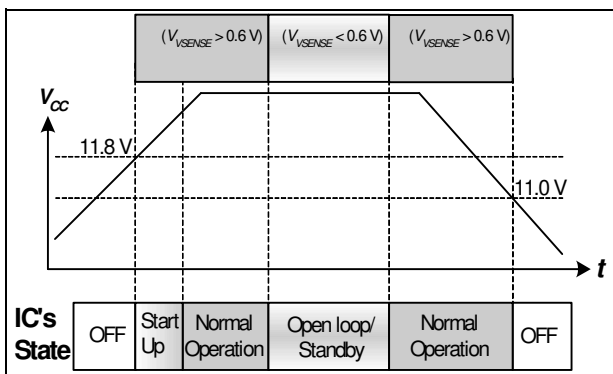 (V_VSENSE > 0.6 V) (V_VSENSE < 0.6 V) (V_VSENSE > 0.6 V)
V_CC
11.8 V
11.0 V
t
IC's State
OFF
Start Up
Normal Operation
Open loop/ Standby
Normal Operation
OFF